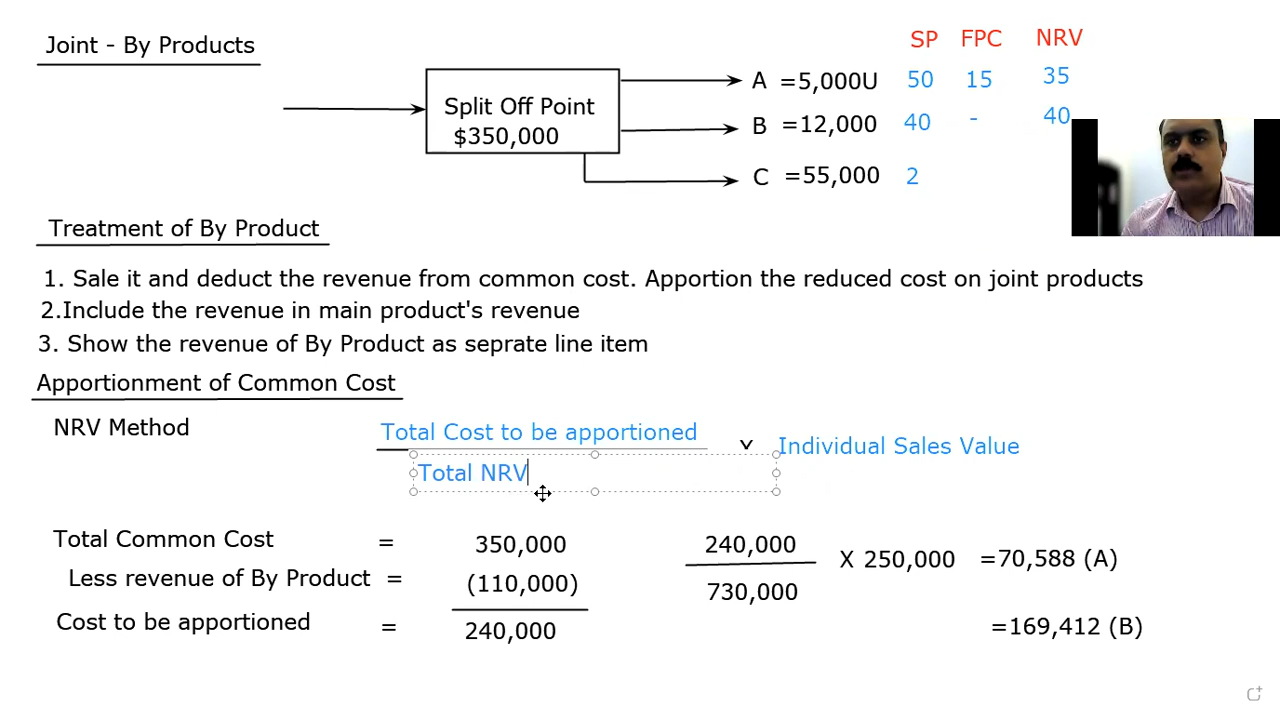 Joint - By Products
SP FPC NRV
A =5,000U 50 15 35
Split Off Point
$350,000
B =12,000 40 - 40
C =55,000 2
Treatment of By Product
1. Sale it and deduct the revenue from common cost. Apportion the reduced cost on joint products
2.Include the revenue in main product's revenue
3. Show the revenue of By Product as seprate line item
Apportionment of Common Cost
NRV Method
Total Cost to be apportioned
Individual Sales Value
Total NRV
Total Common Cost = 350,000
Less revenue of By Product = (110,000)
Cost to be apportioned = 240,000
240,000
730,000
X 250,000 =70,588 (A)
=169,412 (B)